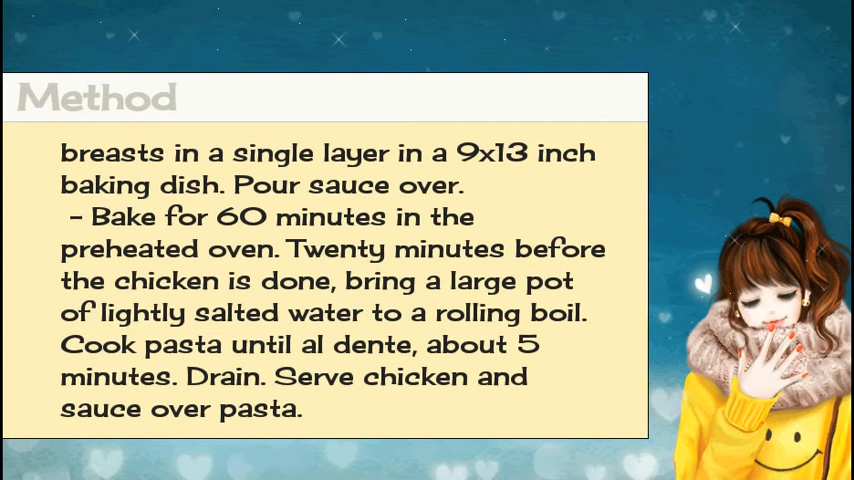 Method
breasts in a single layer in a 9x13 inch
baking dish. Pour sauce over.
- Bake for 60 minutes in the
preheated oven. Twenty minutes before
the chicken is done, bring a large pot
of lightly salted water to a rolling boil.
Cook pasta until al dente, about 5
minutes. Drain. Serve chicken and
sauce over pasta.